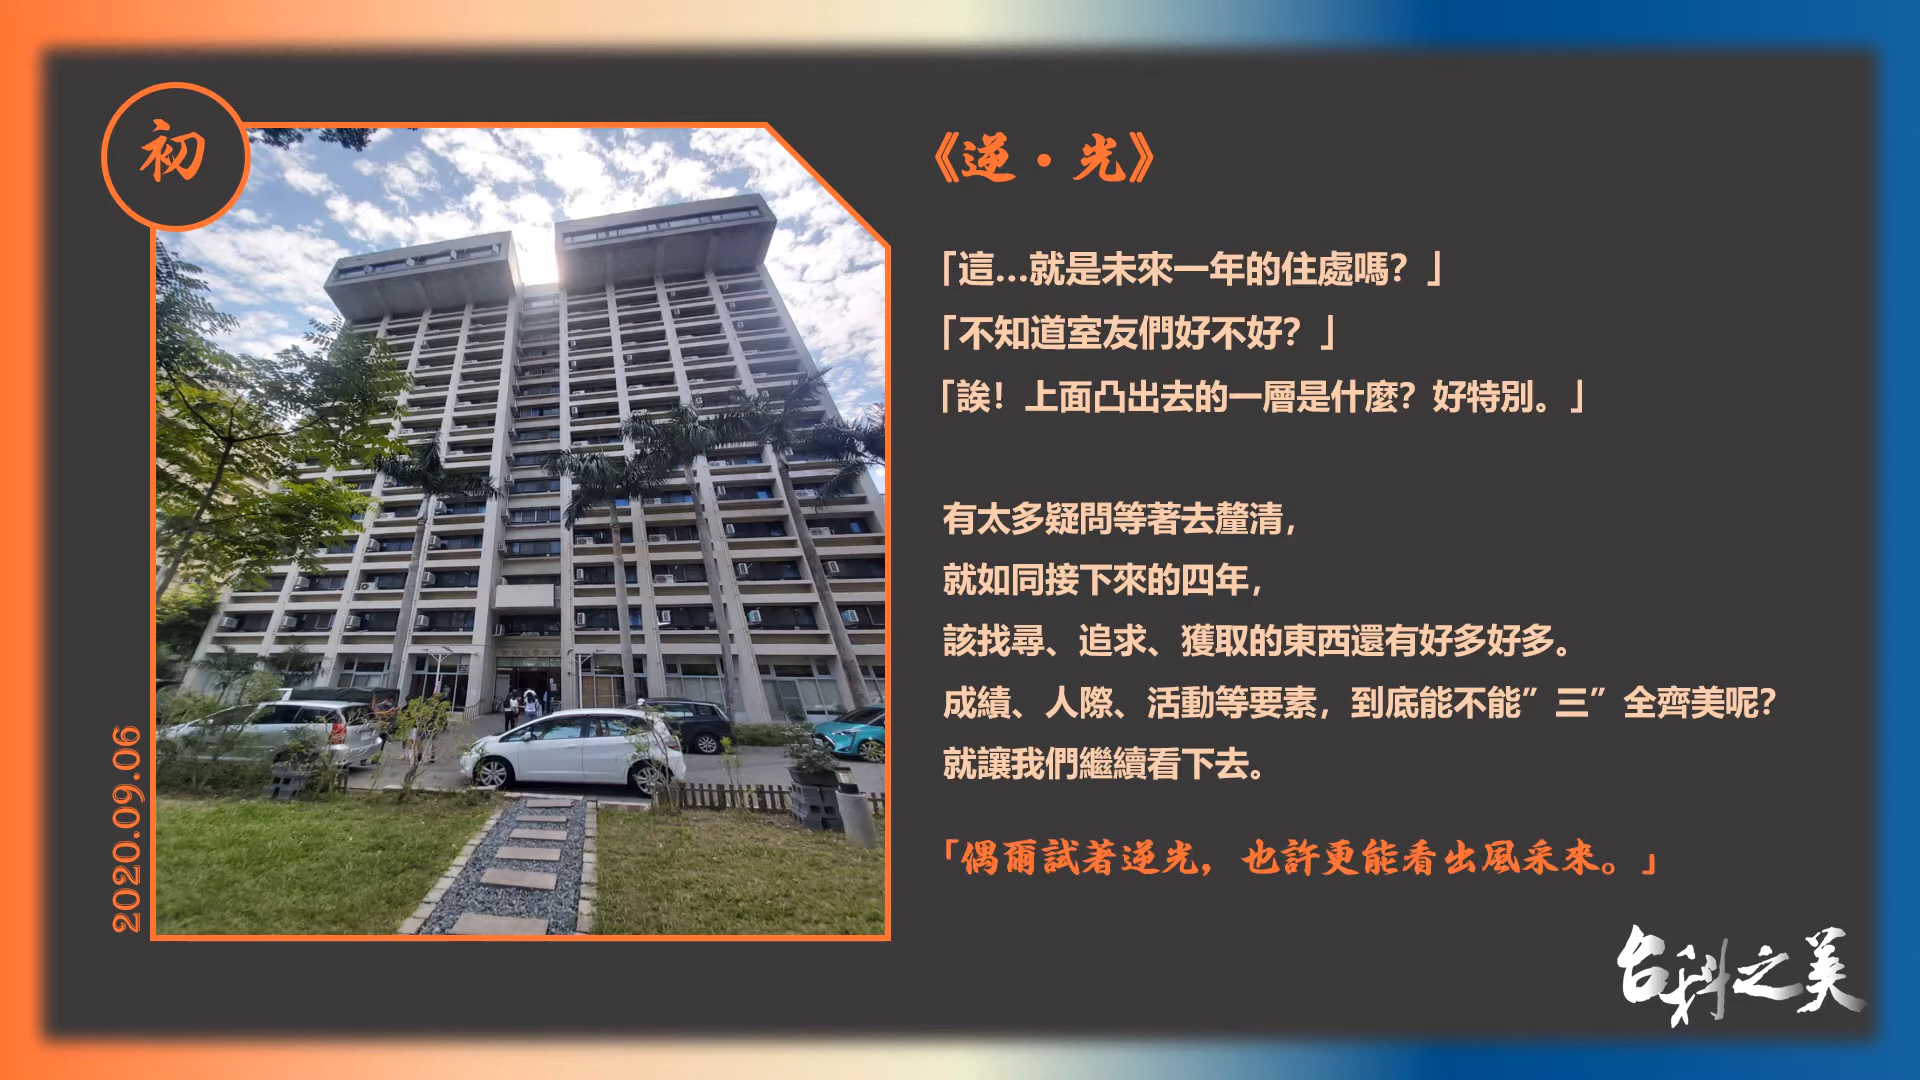 初
2020.09.06
《逆・光》
「這...就是未來一年的住處嗎？」
「不知道室友們好不好？」
「誒！上面凸出去的一層是什麼？好特別。」
有太多疑問等著去釐清，
就如同接下來的四年，
該找尋、追求、獲取的東西還有好多好多。
成績、人際、活動等要素，到底能不能”三”全齊美呢？
就讓我們繼續看下去。
「偶爾試著逆光，也許更能看出風采來。」
台科之美